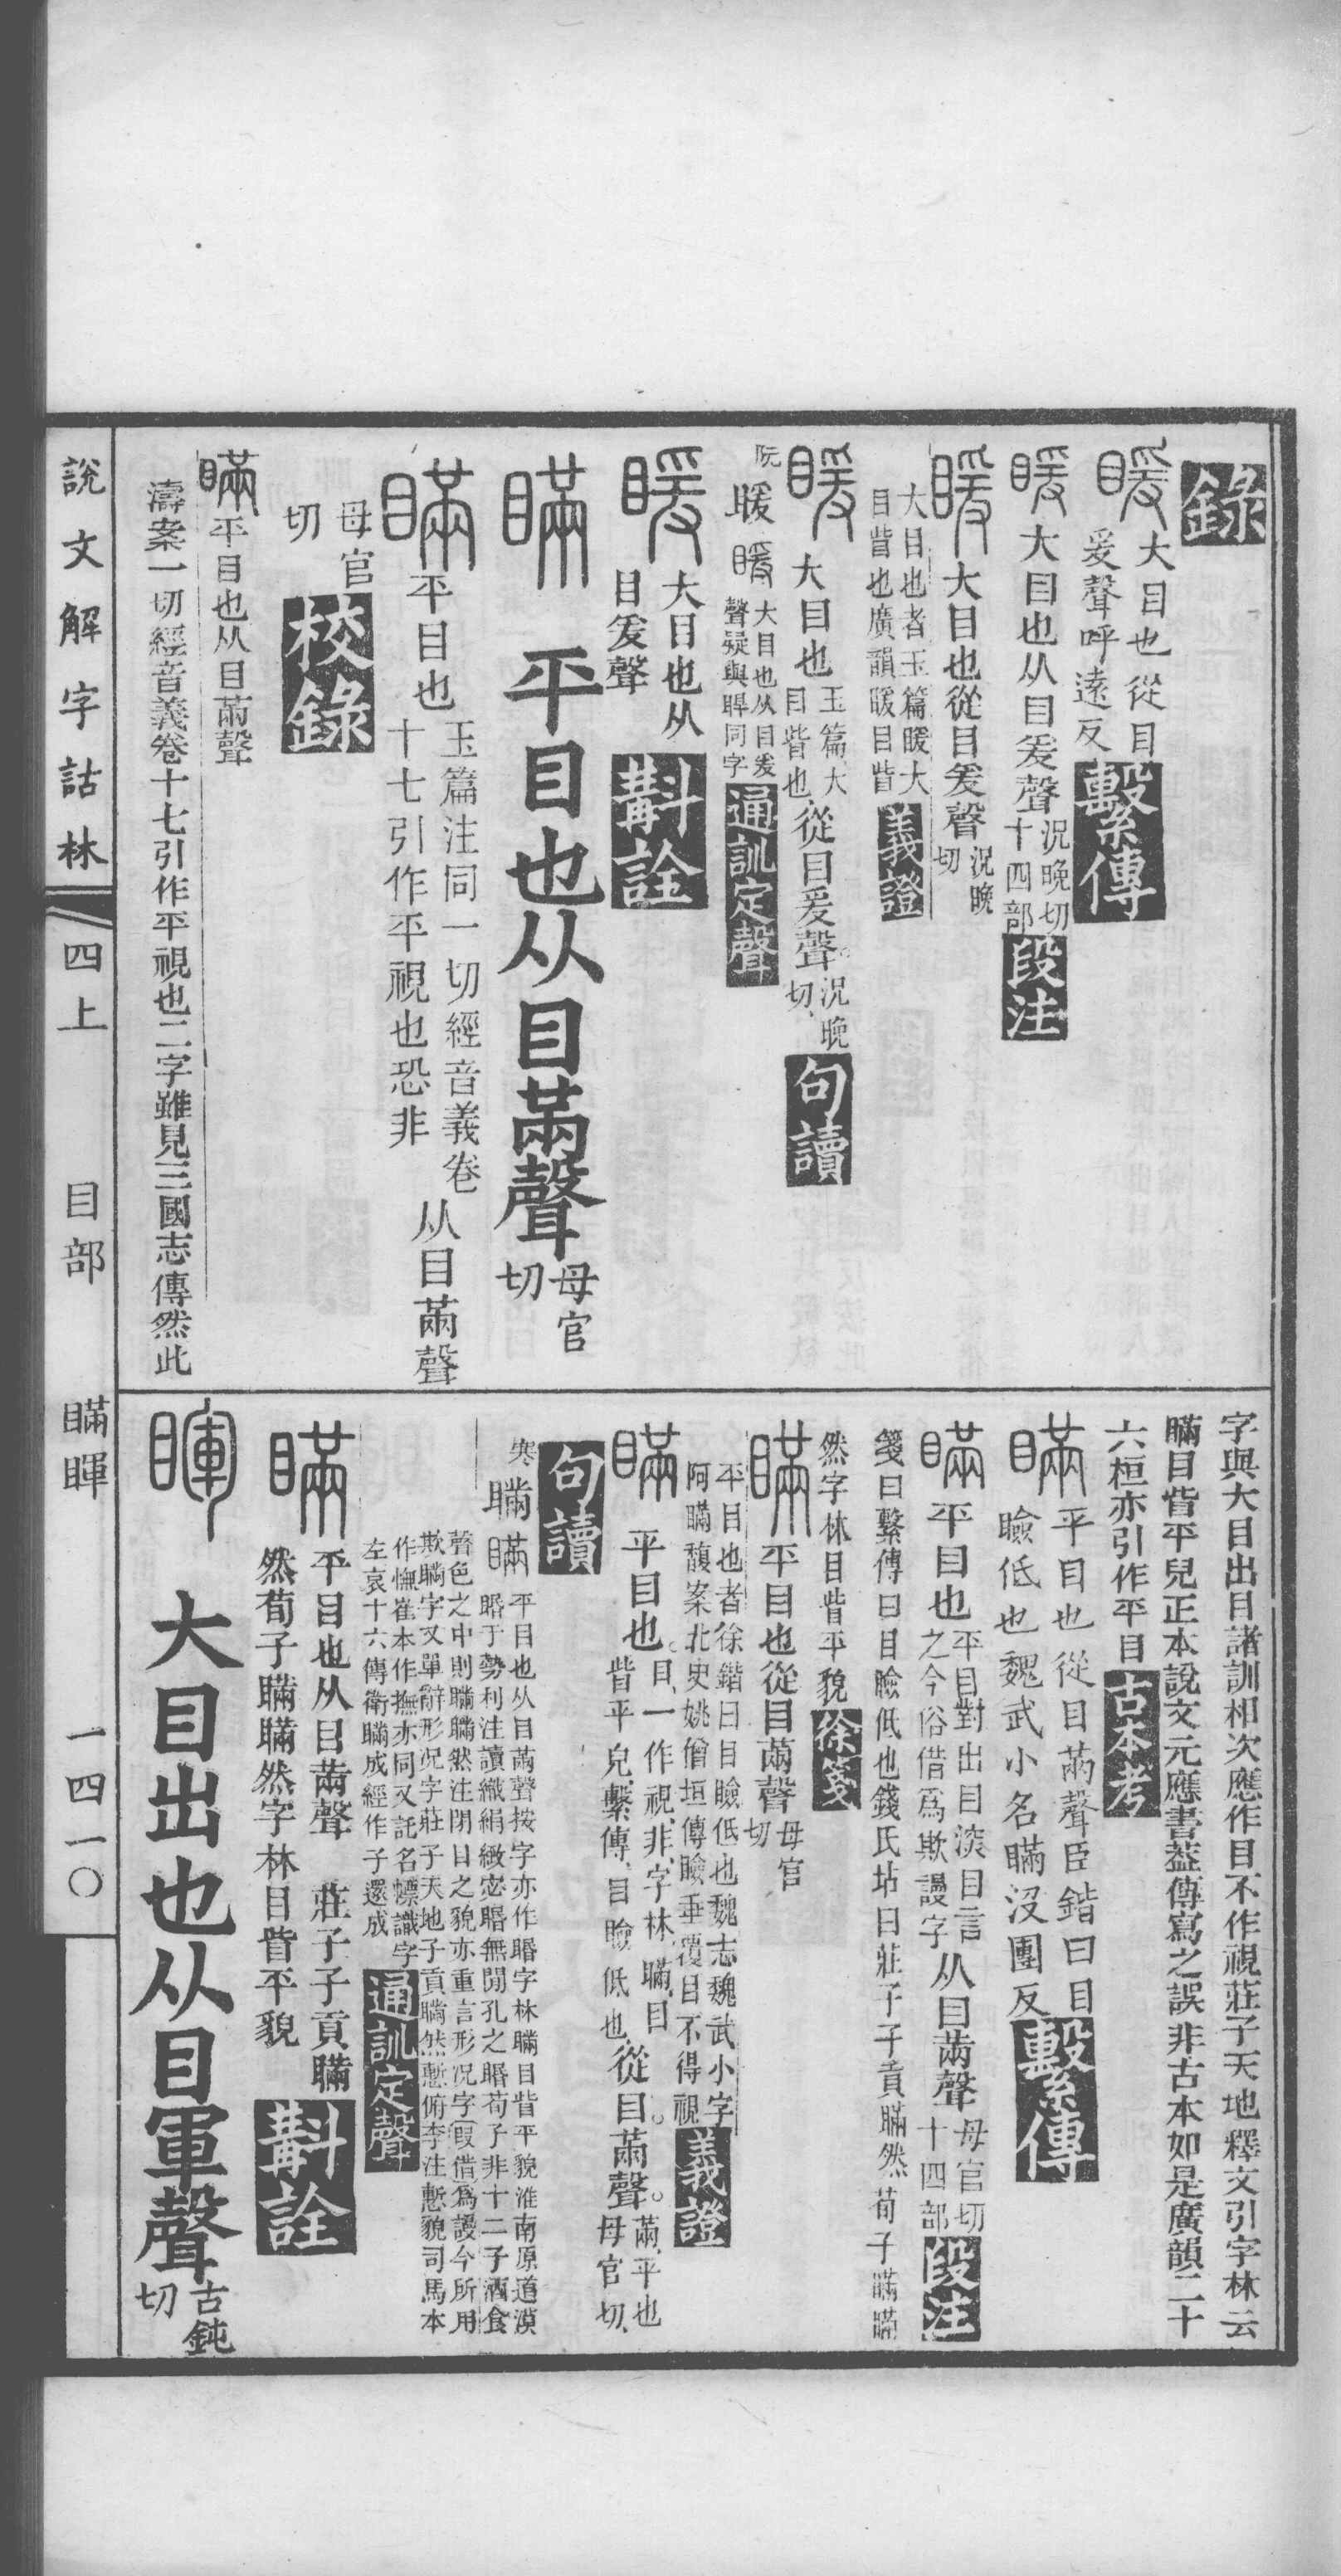 錄
暖大目也從目
爰聲呼遠反繫傳
暖大目也从目爰聲況晚切十四部段注
暖大目也從目爰聲況晚切
大目也者玉篇暖大
目眥也廣韻暖目眥義證
暖大目也玉篇大目眥也從目爰聲況晚切句讀
阮暖暖大目也从目爰聲疑與睅同字通訓定聲
暖大目也从
目爰聲斠詮
瞞平目也从目㒼聲母官切
瞞平目也玉篇注同一切經音義卷十七引作平視也恐非从目㒼聲
母官切校錄
瞞平目也从目㒼聲
濤案一切經音義卷十七引作平視也二字雖見三國志傳然此
字與大目出目諸訓相次應作目不作視莊子天地釋文引字林云
瞞目眥平皃正本說文元應書葢傳寫之誤非古本如是廣韻二十
六桓亦引作平目古本考
瞞平目也從目㒼聲臣鍇曰目
瞼低也魏武小名瞞沒團反繫傳
瞞平目也平目對出目深目言之今俗借爲欺謾字从目㒼聲母官切十四部段注
箋曰繫傳曰目瞼低也錢氏坫曰莊子子貢瞞然荀子瞞瞞
然字林目眥平貌徐箋
瞞平目也從目㒼聲母官切
平目也者徐鍇曰目瞼低也魏志魏武小字
阿瞞馥案北史姚僧垣傳瞼垂覆目不得視義證
瞞平目也目一作視非字林瞞目眥平皃繫傳目瞼低也從目㒼聲㒼平也母官切
句讀
寒瞞瞞平目也从目㒼聲按字亦作䁕字林瞞目眥平貌淮南原道漠
䁕于勢利注讀織絹緻密䁕無閒孔之䁕荀子非十二子酒食
聲色之中則瞞瞞然注閉目之貌亦重言形况字叚借爲謾今所用
欺瞞字又單辭形况字莊子天地子貢瞞然慙俯李注慙貌司馬本
作憮崔本作撫亦同又託名幖識字
左哀十六傳衛瞞成經作子還成通訓定聲
瞞平目也从目㒼聲 莊子子貢瞞
然荀子瞞瞞然字林目眥平貌斠詮
暉大目出也从目軍聲古鈍切
說文解字詁林 四上 目部 瞞暉 一四一〇